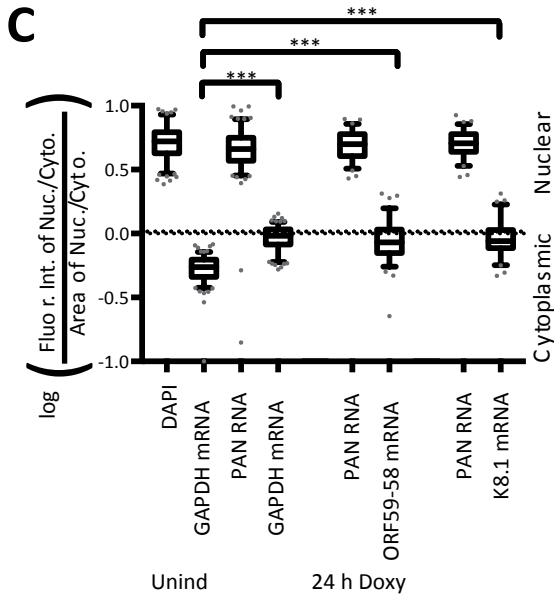 C
***
***
***
log
Fluo r. Int. of Nuc./Cyto.
Area of Nuc./Cyt o.
1.0
0.5
0.0
-0.5
-1.0
Nuclear
Cytoplasmic
DAPI
GAPDH mRNA
PAN RNA
GAPDH mRNA
PAN RNA
ORF59-58 mRNA
PAN RNA
K8.1 mRNA
Unind
24 h Doxy